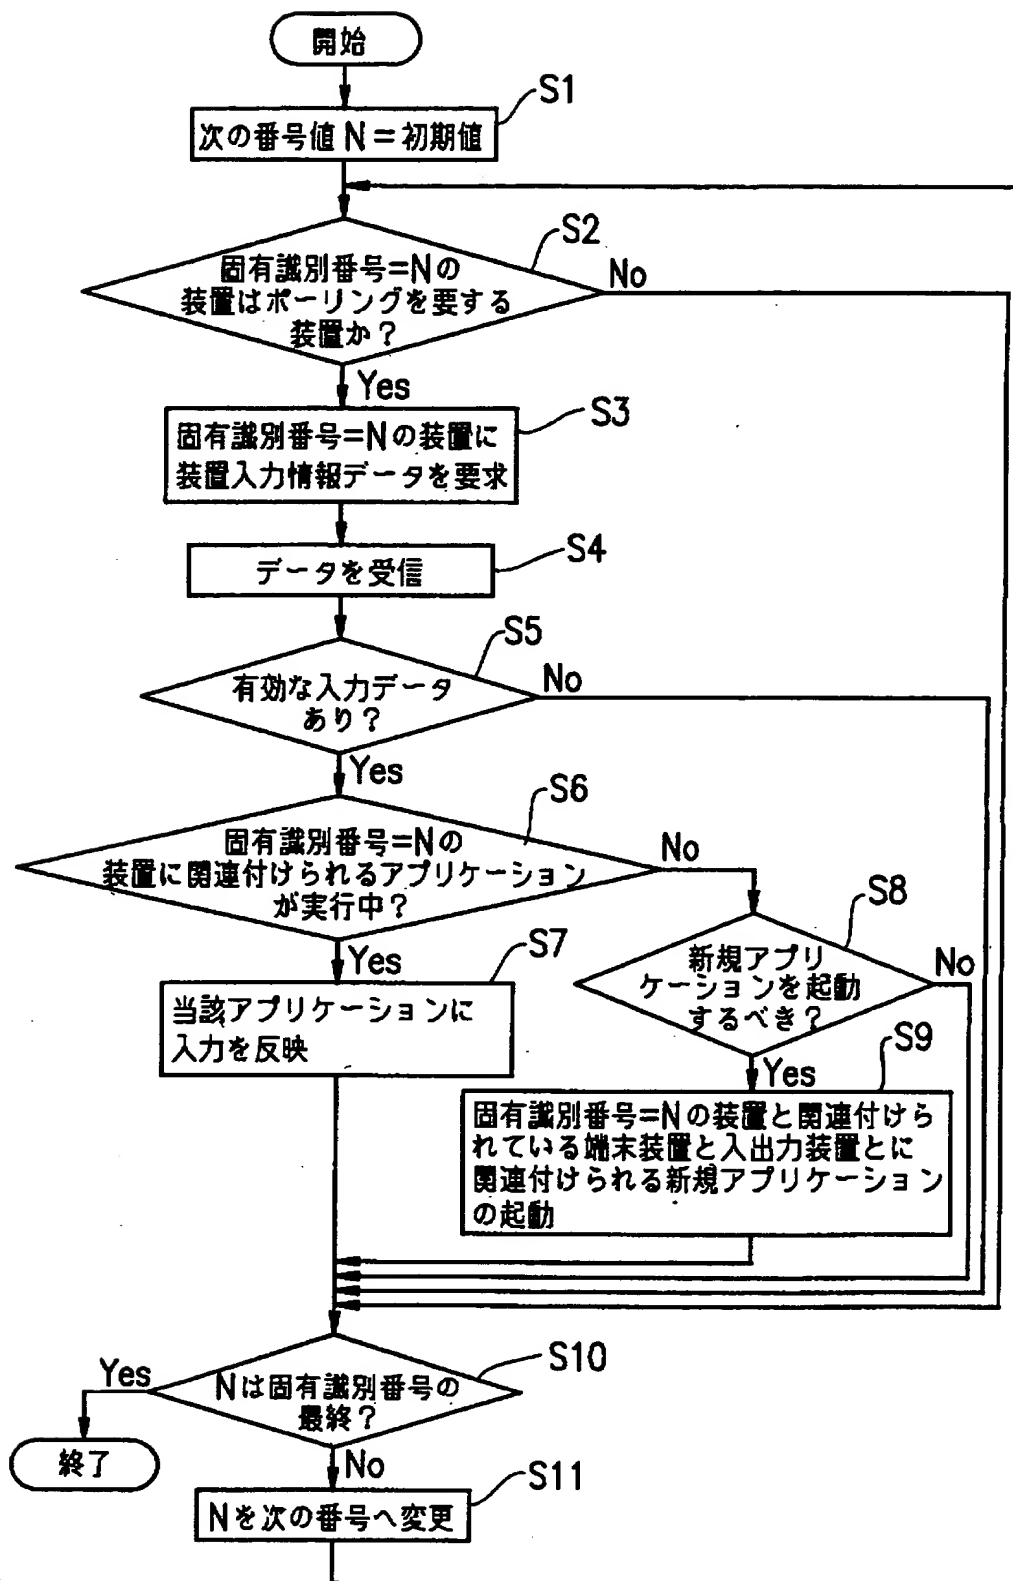 開始
S1
次の番号値N=初期値
S2
固有識別番号=Nの
装置はポーリングを要する
装置か?
No
Yes
S3
固有識別番号=Nの装置に
装置入力情報データを要求
S4
データを受信
S5
有効な入力データ
あり?
No
Yes
S6
固有識別番号=Nの
装置に関連付けられるアプリケーション
が実行中?
No
Yes
S7
当該アプリケーションに
入力を反映
S8
新規アプリ
ケーションを起動
するべき?
No
Yes
S9
固有識別番号=Nの装置と関連付けら
れている端末装置と入出力装置とに
関連付けられる新規アプリケーション
の起動
S10
Nは固有識別番号の
最終?
Yes
終了
No
S11
Nを次の番号へ変更